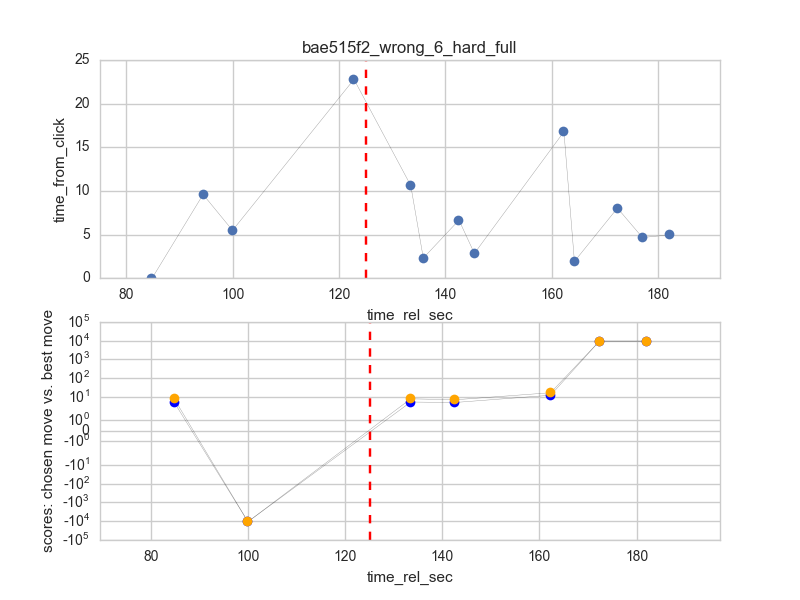 bae515f2_wrong_6_hard_full
time_from_click
25
20
15
10
5
0
80 100 120 140 160 180
time_rel_sec
scores: chosen move vs. best move
10^5
10^4
10^3
10^2
10^1
10^0
0
-10^0
-10^1
-10^2
-10^3
-10^4
-10^5
80 100 120 140 160 180
time_rel_sec